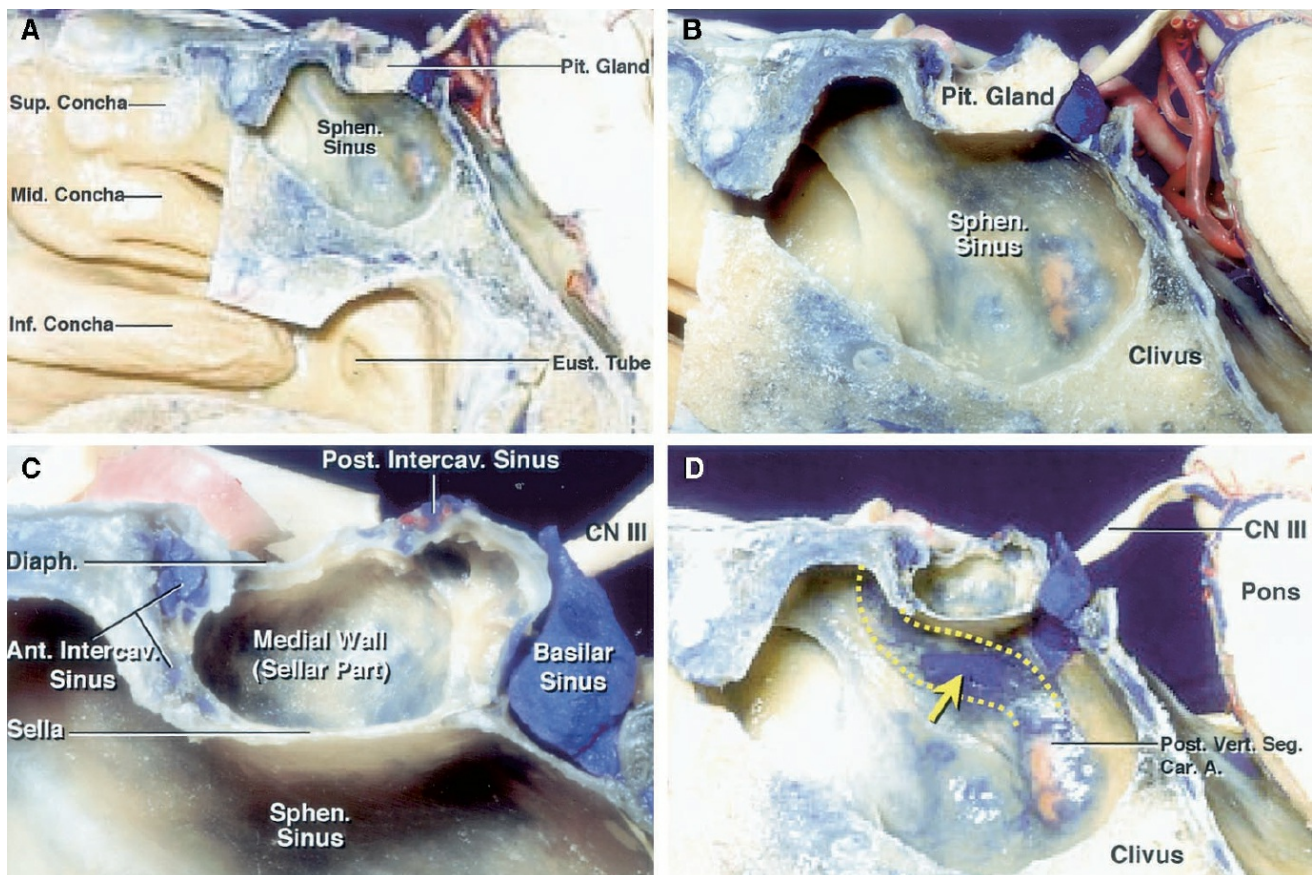 A
Pit. Gland
Sup. Concha
Sphen.
Sinus
Mid. Concha
Inf. Concha
Eust. Tube
B
Pit. Gland
Sphen.
Sinus
Clivus
C
Post. Intercav. Sinus
CN III
Diaph.
Ant. Intercav.
Sinus
Medial Wall
(Sellar Part)
Basilar
Sinus
Sella
Sphen.
Sinus
D
CN III
Pons
Post. Vert. Seg.
Car. A.
Clivus